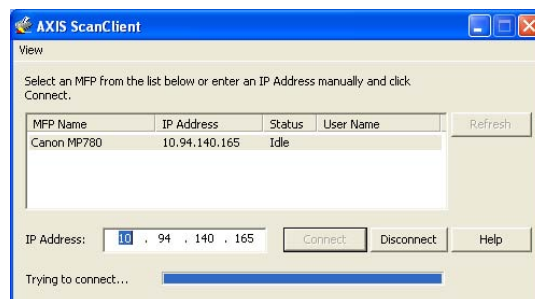 AXIS ScanClient
View
Select an MFP from the list below or enter an IP Address manually and click
Connect.
MFP Name IP Address Status User Name Refresh
Canon MP780 10.94.140.165 Idle
IP Address: 10 . 94 . 140 . 165 Connect Disconnect Help
Trying to connect...